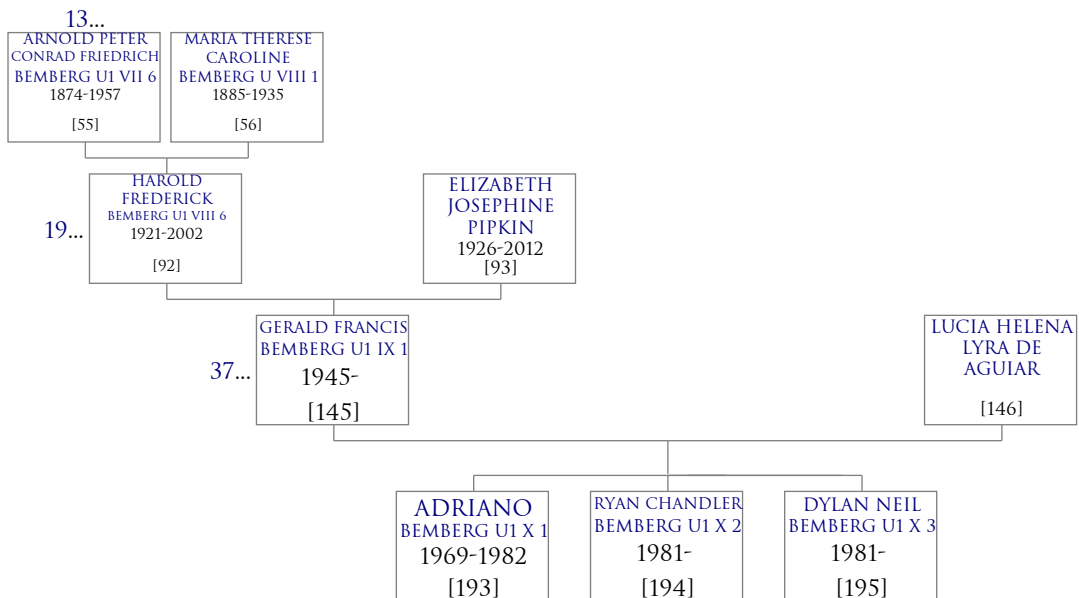 13...
ARNOLD PETER
CONRAD FRIEDRICH
BEMBERG U1 VII 6
1874-1957
[55]
MARIA THERESE
CAROLINE
BEMBERG U VIII 1
1885-1935
[56]
19...
HAROLD
FREDERICK
BEMBERG U1 VIII 6
1921-2002
[92]
ELIZABETH
JOSEPHINE
PIPKIN
1926-2012
[93]
37...
GERALD FRANCIS
BEMBERG U1 IX 1
1945-
[145]
LUCIA HELENA
LYRA DE
AGUIAR
[146]
ADRIANO
BEMBERG U1 X 1
1969-1982
[193]
RYAN CHANDLER
BEMBERG U1 X 2
1981-
[194]
DYLAN NEIL
BEMBERG U1 X 3
1981-
[195]